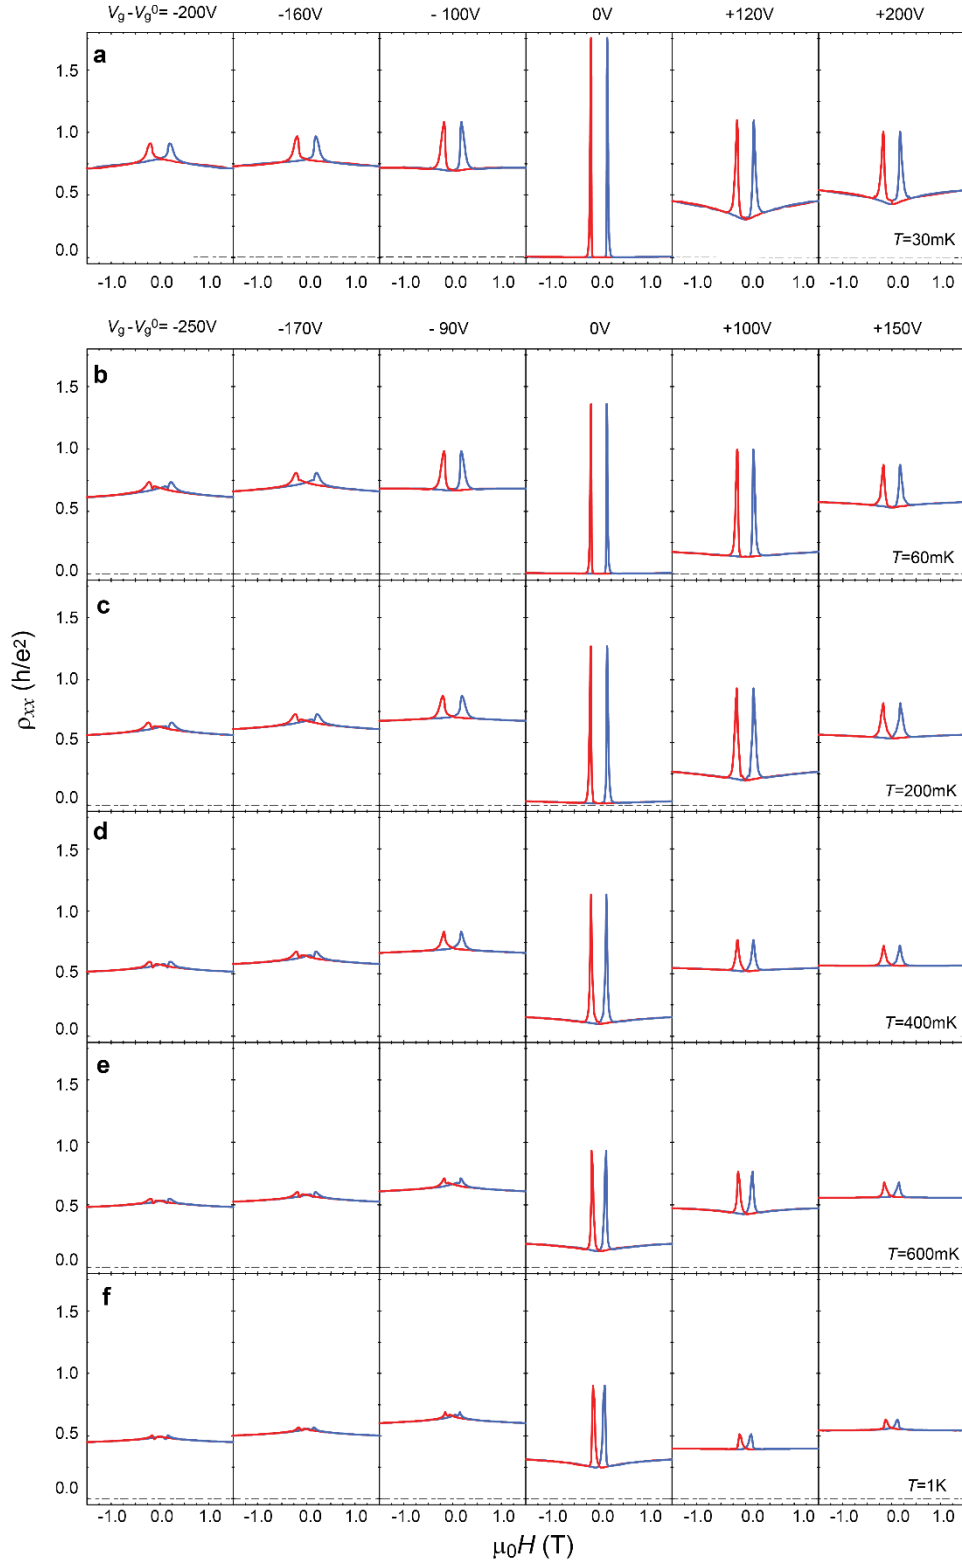 Vg-Vg0= -200V -160V - 100V 0V +120V +200V
a
1.5
1.0
0.5
0.0
T=30mK
-1.0 0.0 1.0 -1.0 0.0 1.0 -1.0 0.0 1.0 -1.0 0.0 1.0 -1.0 0.0 1.0 -1.0 0.0 1.0
Vg-Vg0= -250V -170V - 90V 0V +100V +150V
b
1.5
1.0
0.5
0.0
T=60mK
c
1.5
1.0
0.5
0.0
T=200mK
ρxx (h/e2)
d
1.5
1.0
0.5
0.0
T=400mK
e
1.5
1.0
0.5
0.0
T=600mK
f
1.5
1.0
0.5
0.0
T=1K
-1.0 0.0 1.0 -1.0 0.0 1.0 -1.0 0.0 1.0 -1.0 0.0 1.0 -1.0 0.0 1.0 -1.0 0.0 1.0
μ0H (T)